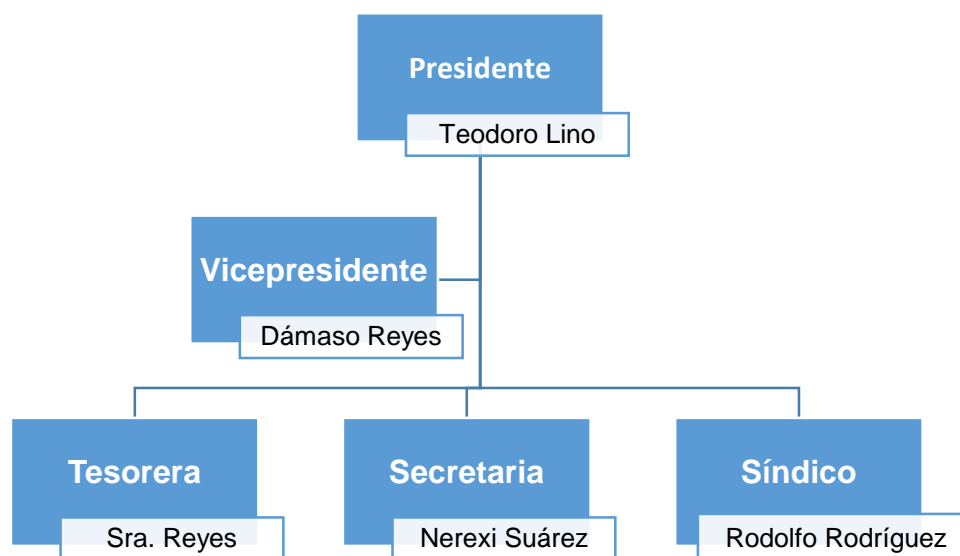 Presidente
Teodoro Lino
Vicepresidente
Dámaso Reyes
Tesorera
Sra. Reyes
Secretaria
Nerexi Suárez
Síndico
Rodolfo Rodríguez